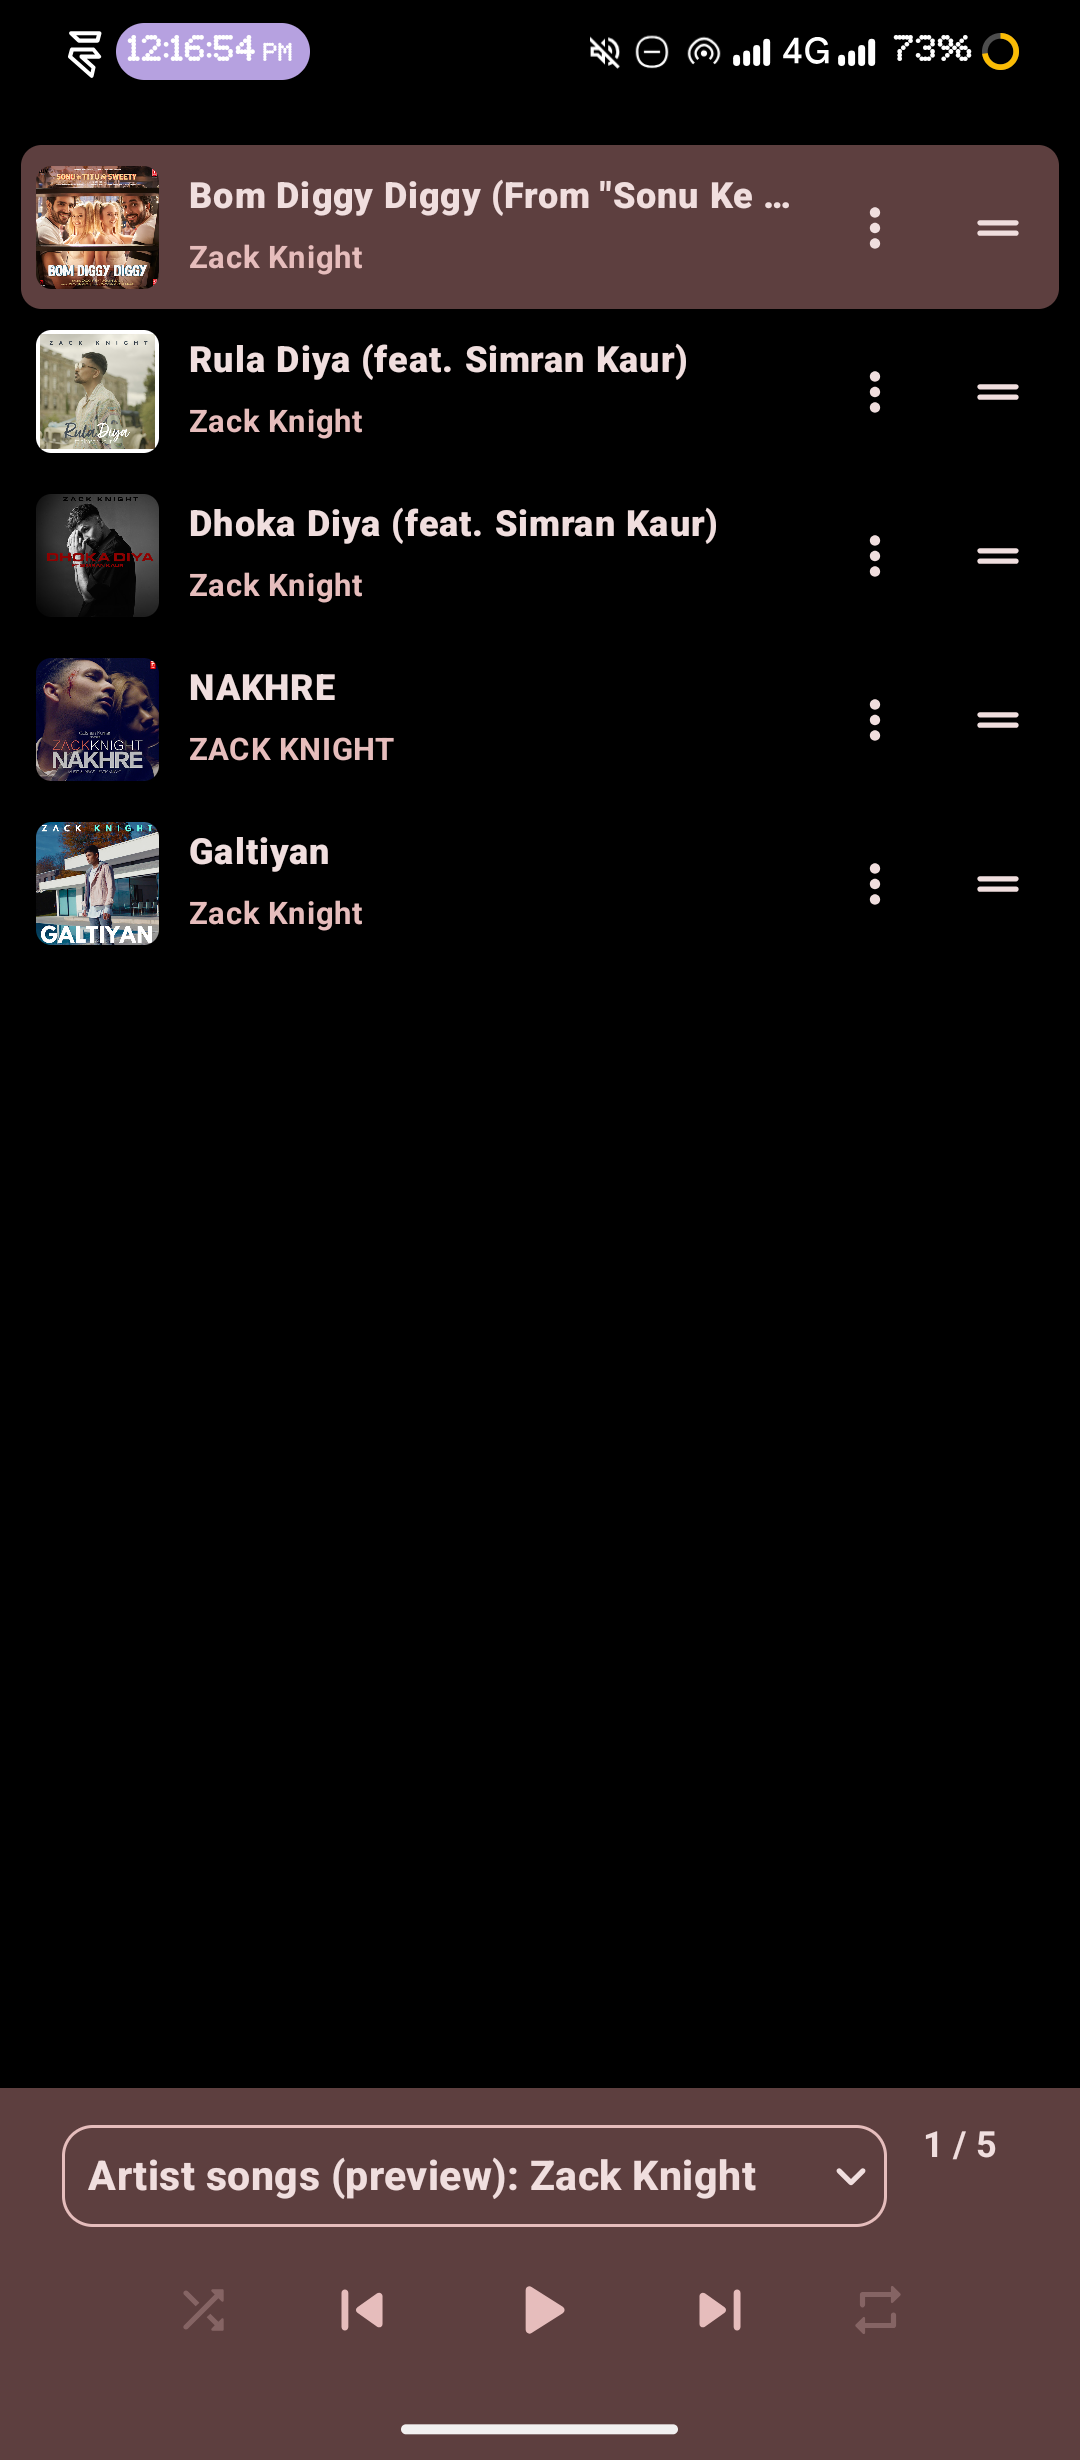 12:16:54 PM
4G
73%
SONU TITU SWEETY
BOM DIGGY DIGGY
Bom Diggy Diggy (From "Sonu Ke ...
Zack Knight
ZACK KNIGHT
Rula Diya
Rula Diya (feat. Simran Kaur)
Zack Knight
ZACK KNIGHT
DHOKA DIYA
Dhoka Diya (feat. Simran Kaur)
Zack Knight
ZACKKNIGHT
NAKHRE
NAKHRE
ZACK KNIGHT
ZACK KNIGHT
GALTIYAN
Galtiyan
Zack Knight
Artist songs (preview): Zack Knight
1 / 5